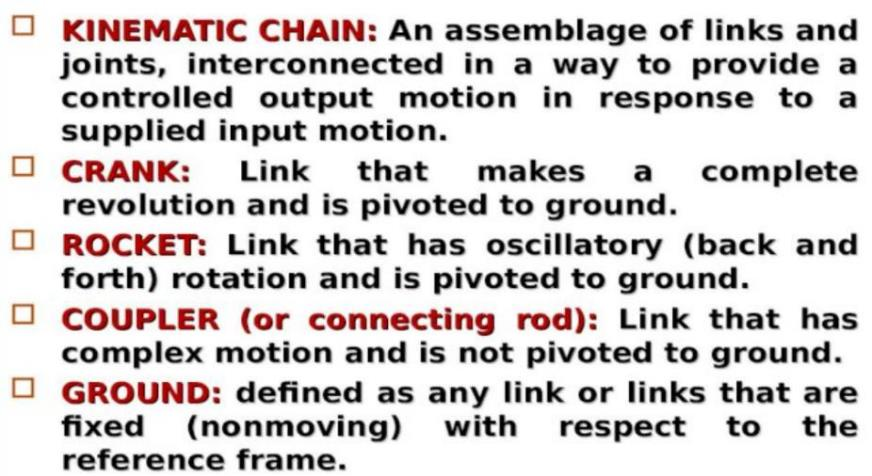 KINEMATIC CHAIN: An assemblage of links and
joints, interconnected in a way to provide a
controlled output motion in response to a
supplied input motion.
CRANK: Link that makes a complete
revolution and is pivoted to ground.
ROCKET: Link that has oscillatory (back and
forth) rotation and is pivoted to ground.
COUPLER (or connecting rod): Link that has
complex motion and is not pivoted to ground.
GROUND: defined as any link or links that are
fixed (nonmoving) with respect to the
reference frame.